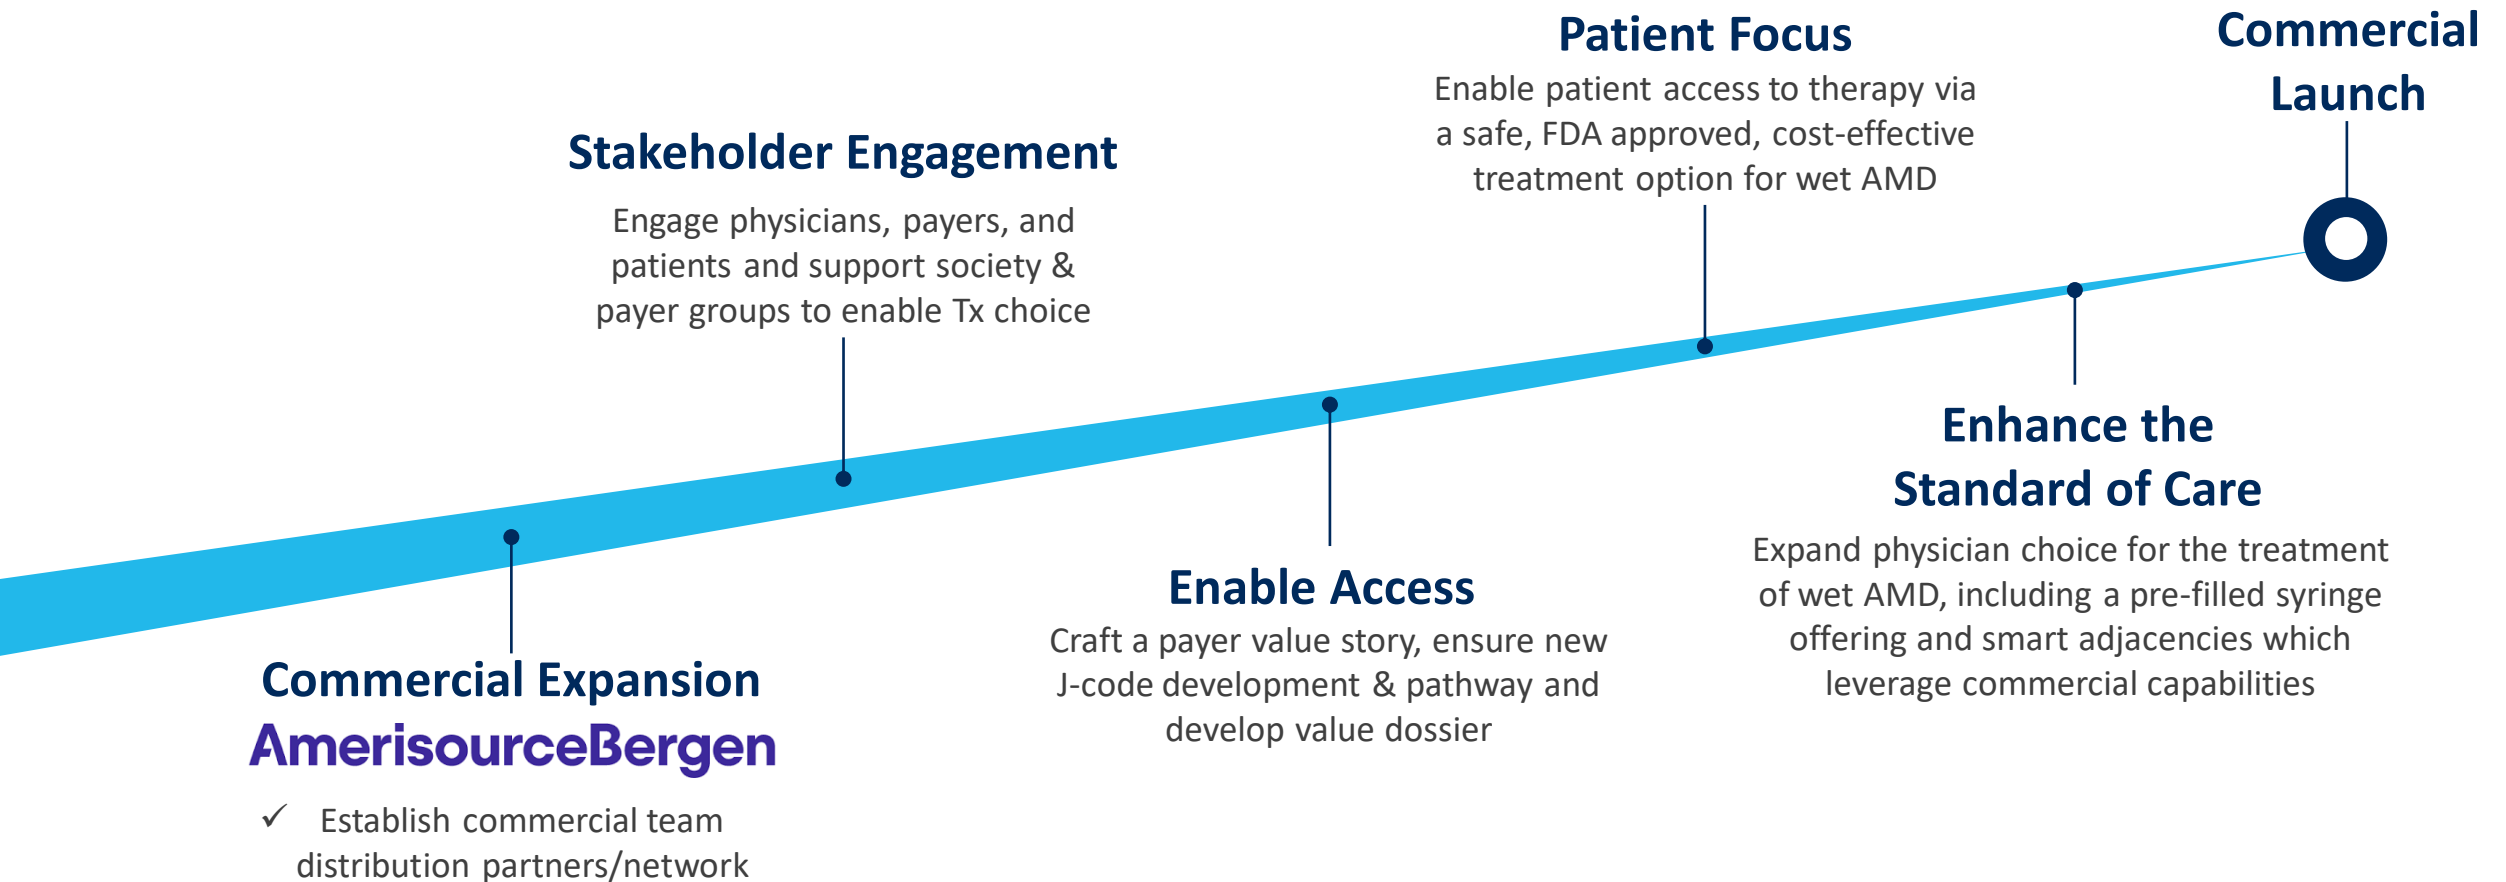 Commercial Expansion
AmerisourceBergen
✓ Establish commercial team
distribution partners/network
Stakeholder Engagement
Engage physicians, payers, and
patients and support society &
payer groups to enable Tx choice
Enable Access
Craft a payer value story, ensure new
J-code development & pathway and
develop value dossier
Patient Focus
Enable patient access to therapy via
a safe, FDA approved, cost-effective
treatment option for wet AMD
Enhance the
Standard of Care
Expand physician choice for the treatment
of wet AMD, including a pre-filled syringe
offering and smart adjacencies which
leverage commercial capabilities
Commercial
Launch